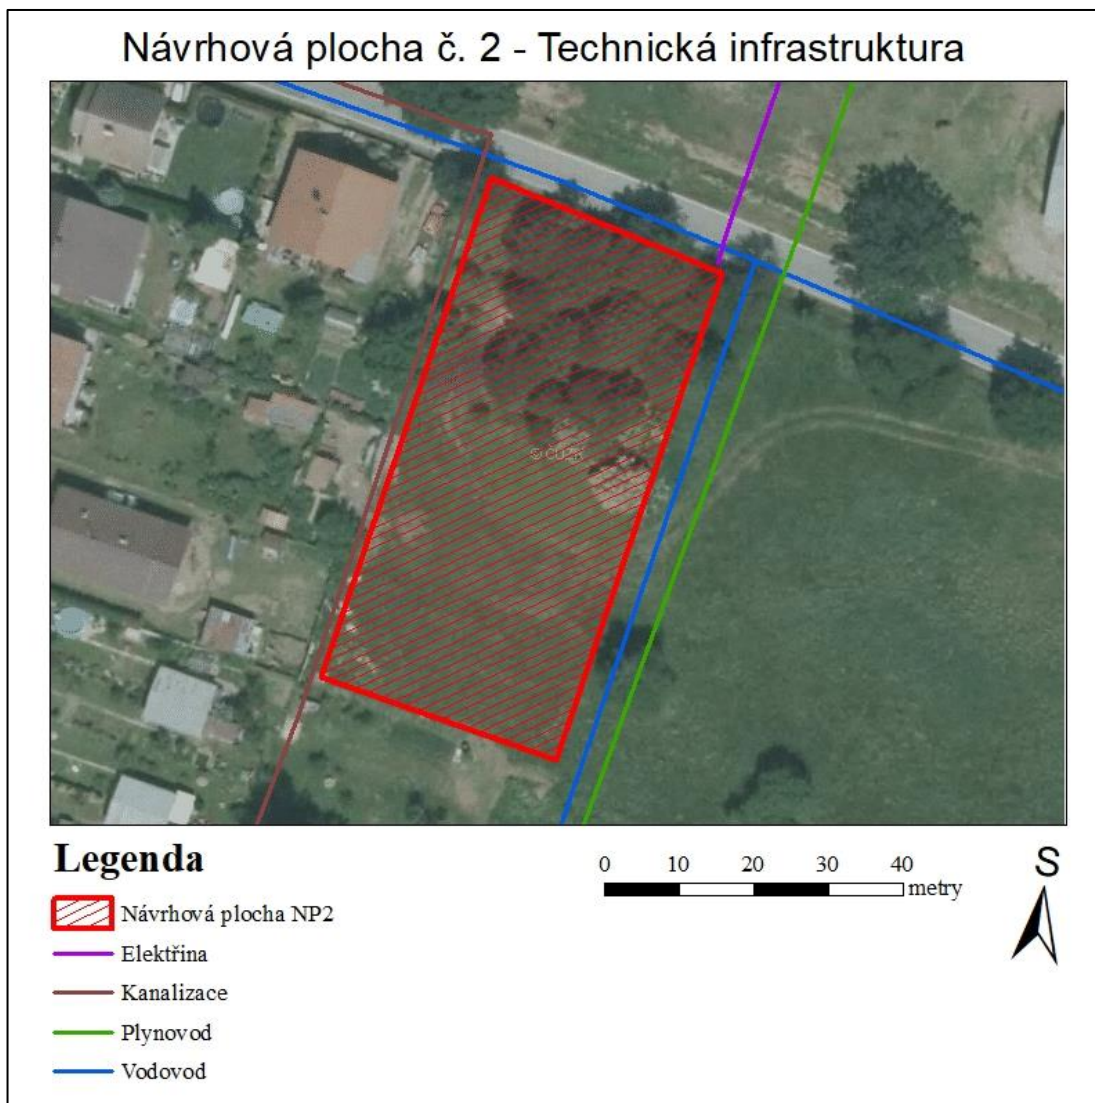 Návrhová plocha č. 2 - Technická infrastruktura
Legenda
Návrhová plocha NP2
Elektřina
Kanalizace
Plynovod
Vodovod
0 10 20 30 40
metry
S